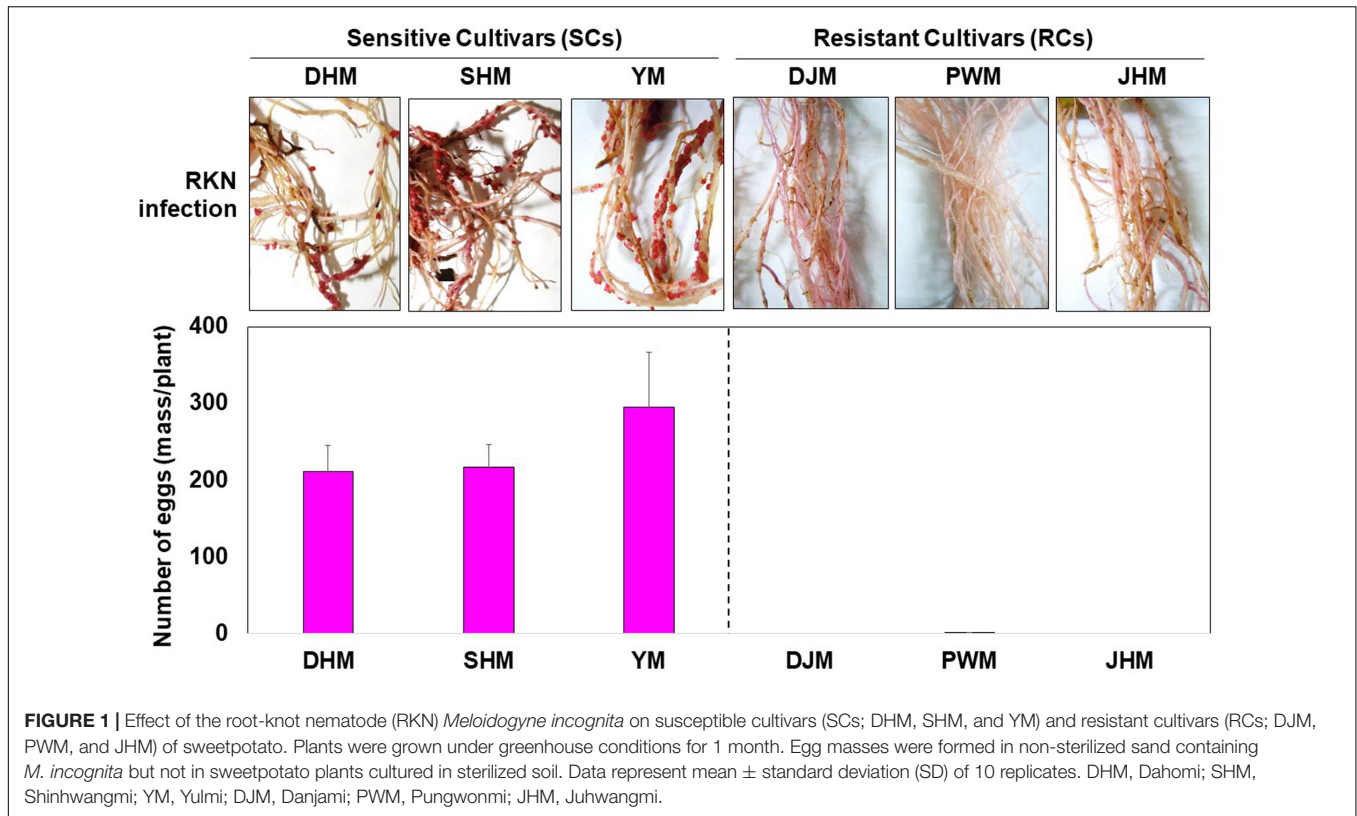 Sensitive Cultivars (SCs) Resistant Cultivars (RCs)
DHM SHM YM DJM PWM JHM
RKN
infection
Number of eggs (mass/plant)
400
300
200
100
0
DHM SHM YM DJM PWM JHM
FIGURE 1 | Effect of the root-knot nematode (RKN) Meloidogyne incognita on susceptible cultivars (SCs; DHM, SHM, and YM) and resistant cultivars (RCs; DJM,
PWM, and JHM) of sweetpotato. Plants were grown under greenhouse conditions for 1 month. Egg masses were formed in non-sterilized sand containing
M. incognita but not in sweetpotato plants cultured in sterilized soil. Data represent mean ± standard deviation (SD) of 10 replicates. DHM, Dahomi; SHM,
Shinhwangmi; YM, Yulmi; DJM, Danjami; PWM, Pungwonmi; JHM, Juhwangmi.